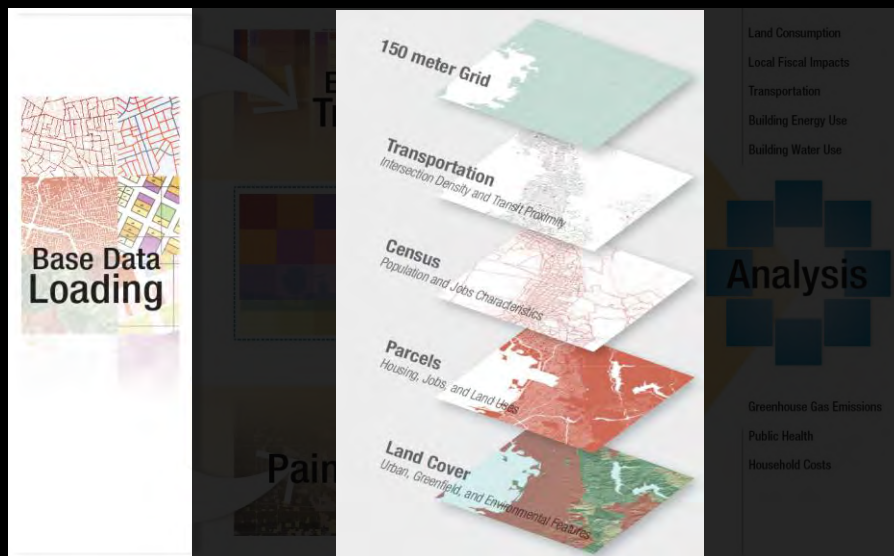 Base Data
Loading
150 meter Grid
Transportation
Intersection Density and Transit Proximity
Census
Population and Jobs Characteristics
Parcels
Housing, Jobs, and Land Uses
Land Cover
Urban, Greenfield, and Environmental Features
Pain
Land Consumption
Local Fiscal Impacts
Transportation
Building Energy Use
Building Water Use
Analysis
Greenhouse Gas Emissions
Public Health
Household Costs